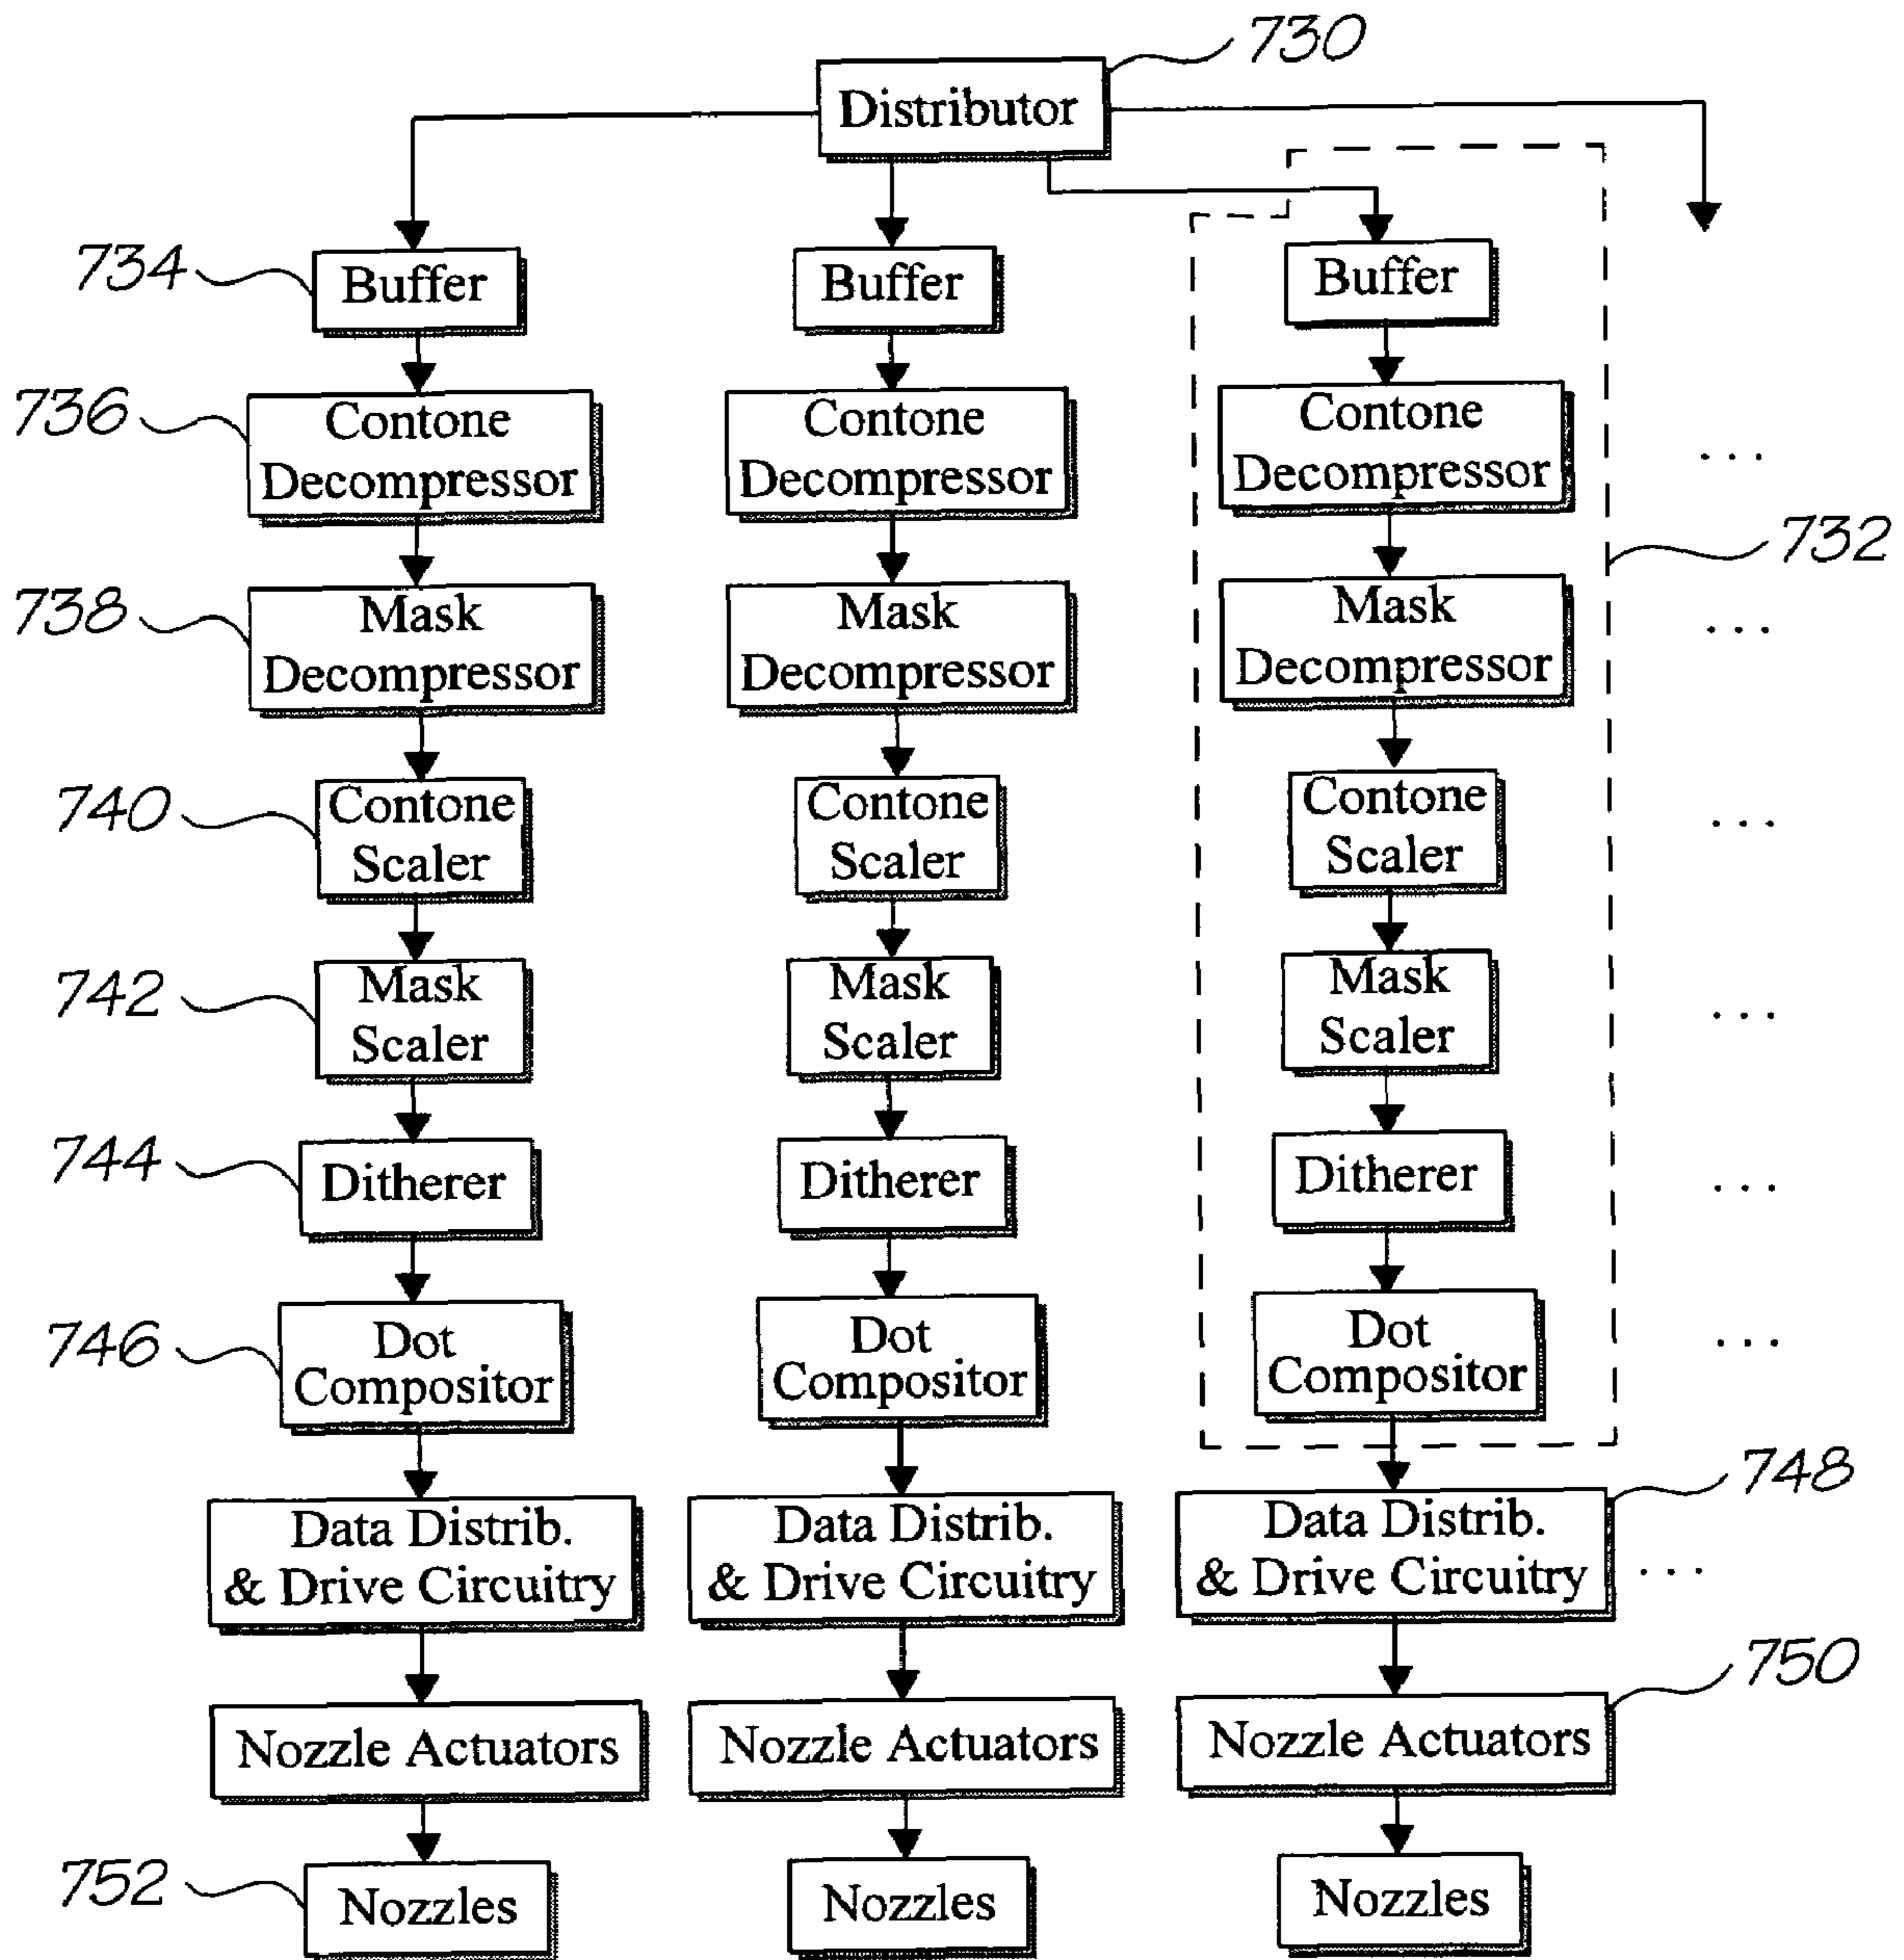 730
Distributor
734
Buffer
Buffer
Buffer
736
Contone
Decompressor
Contone
Decompressor
Contone
Decompressor
...
732
738
Mask
Decompressor
Mask
Decompressor
Mask
Decompressor
...
740
Contone
Scaler
Contone
Scaler
Contone
Scaler
...
742
Mask
Scaler
Mask
Scaler
Mask
Scaler
...
744
Ditherer
Ditherer
Ditherer
...
746
Dot
Compositor
Dot
Compositor
Dot
Compositor
...
748
Data Distrib.
& Drive Circuitry
Data Distrib.
& Drive Circuitry
Data Distrib.
& Drive Circuitry
...
750
Nozzle Actuators
Nozzle Actuators
Nozzle Actuators
752
Nozzles
Nozzles
Nozzles